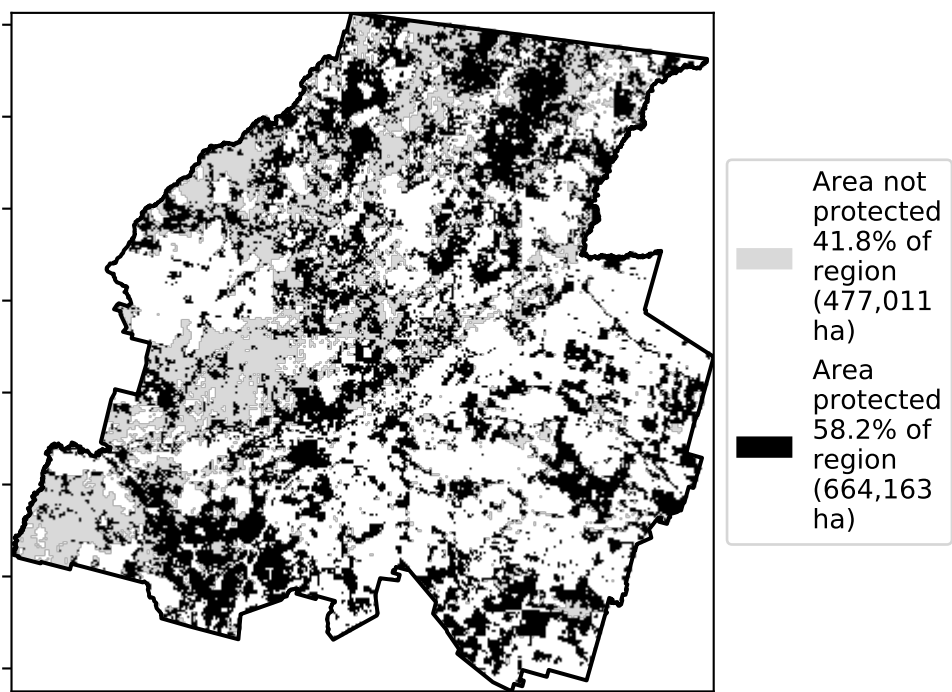 Area not
protected
41.8% of
region
(477,011
ha)
Area
protected
58.2% of
region
(664,163
ha)